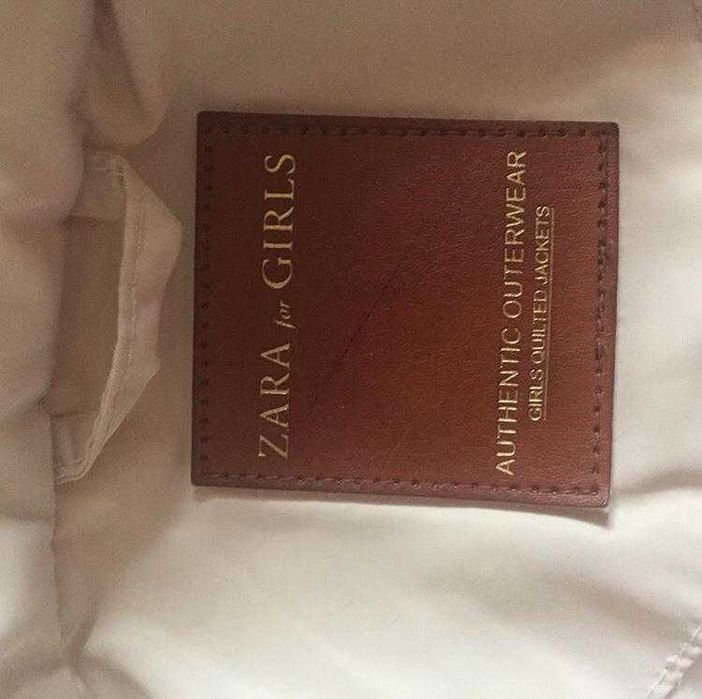 ZARA for GIRLS
AUTHENTIC OUTERWEAR
GIRLS QUILTED JACKETS